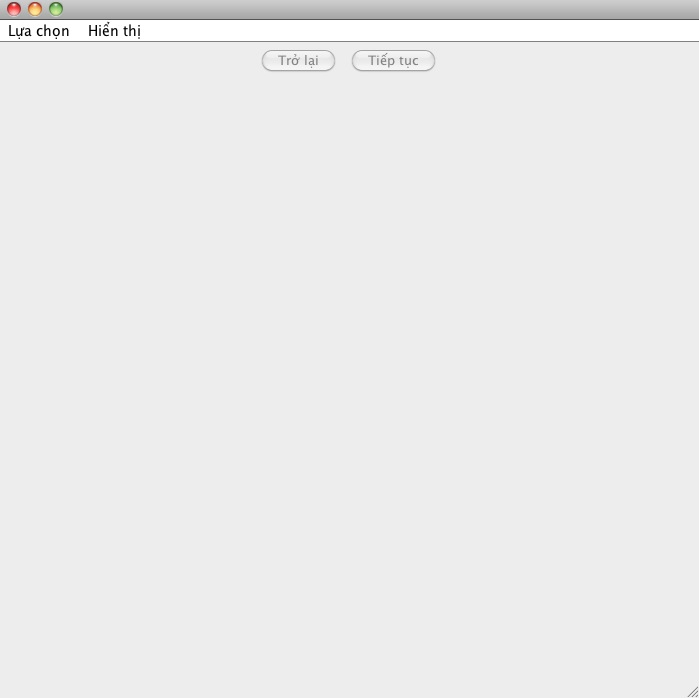 Lựa chọn Hiển thị
Trở lại Tiếp tục